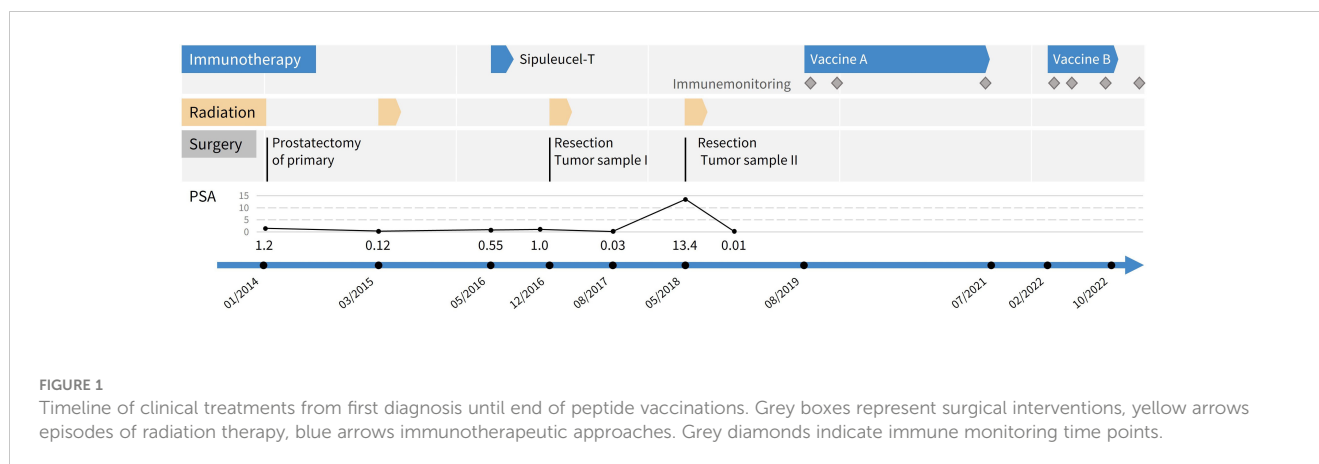 Immunotherapy
Sipuleucel-T
Vaccine A
Vaccine B
Immunemonitoring
Radiation
Surgery
Prostatectomy
of primary
Resection
Tumor sample I
Resection
Tumor sample II
PSA
15
10
5
0
1.2
0.12
0.55
1.0
0.03
13.4
0.01
01/2014
03/2015
05/2016
12/2016
08/2017
05/2018
08/2019
07/2021
02/2022
10/2022
FIGURE 1
Timeline of clinical treatments from first diagnosis until end of peptide vaccinations. Grey boxes represent surgical interventions, yellow arrows
episodes of radiation therapy, blue arrows immunotherapeutic approaches. Grey diamonds indicate immune monitoring time points.